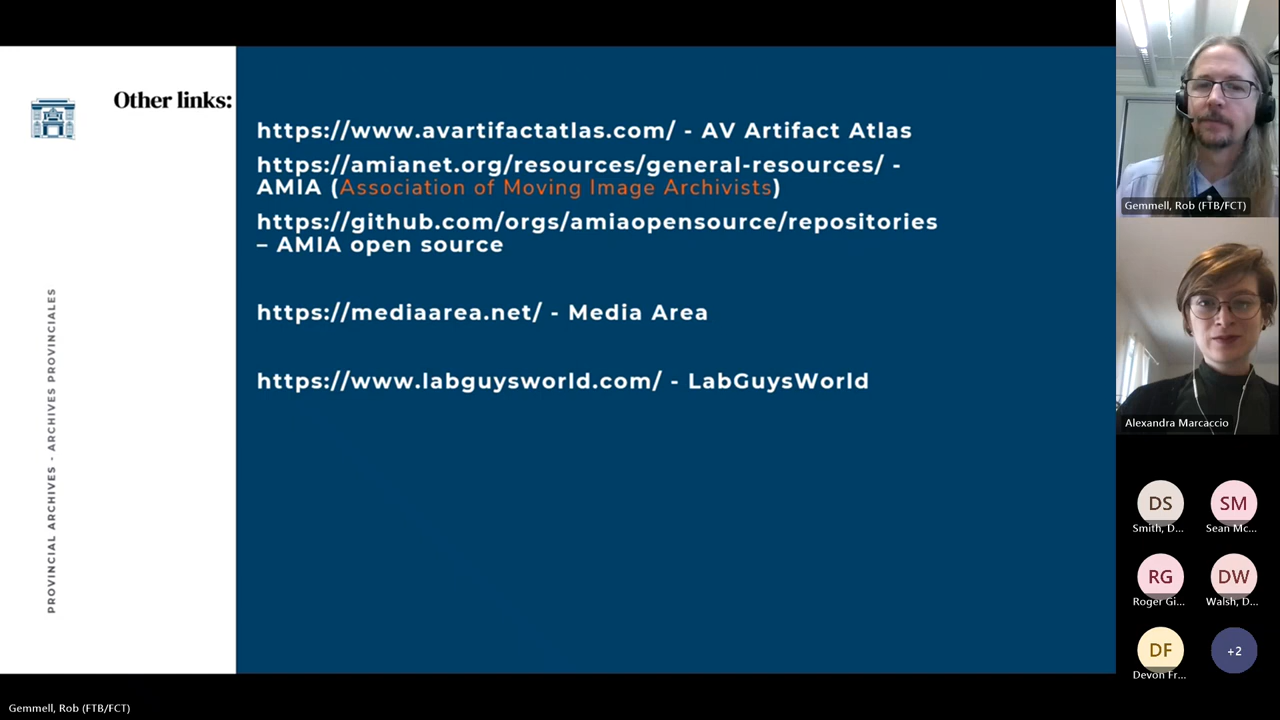 Other links:
https://www.avartifactatlas.com/ - AV Artifact Atlas
https://amianet.org/resources/general-resources/ -
AMIA (Association of Moving Image Archivists)
https://github.com/orgs/amiaopensource/repositories
– AMIA open source
https://mediaarea.net/ - Media Area
https://www.labguysworld.com/ - LabGuysWorld
PROVINCIAL ARCHIVES - ARCHIVES PROVINCIALES
Gemmell, Rob (FTB/FCT)
Alexandra Marcaccio
DS
Smith, D...
SM
Sean Mc...
RG
Roger Gi...
DW
Walsh, D...
DF
Devon Fr...
+2
Gemmell, Rob (FTB/FCT)